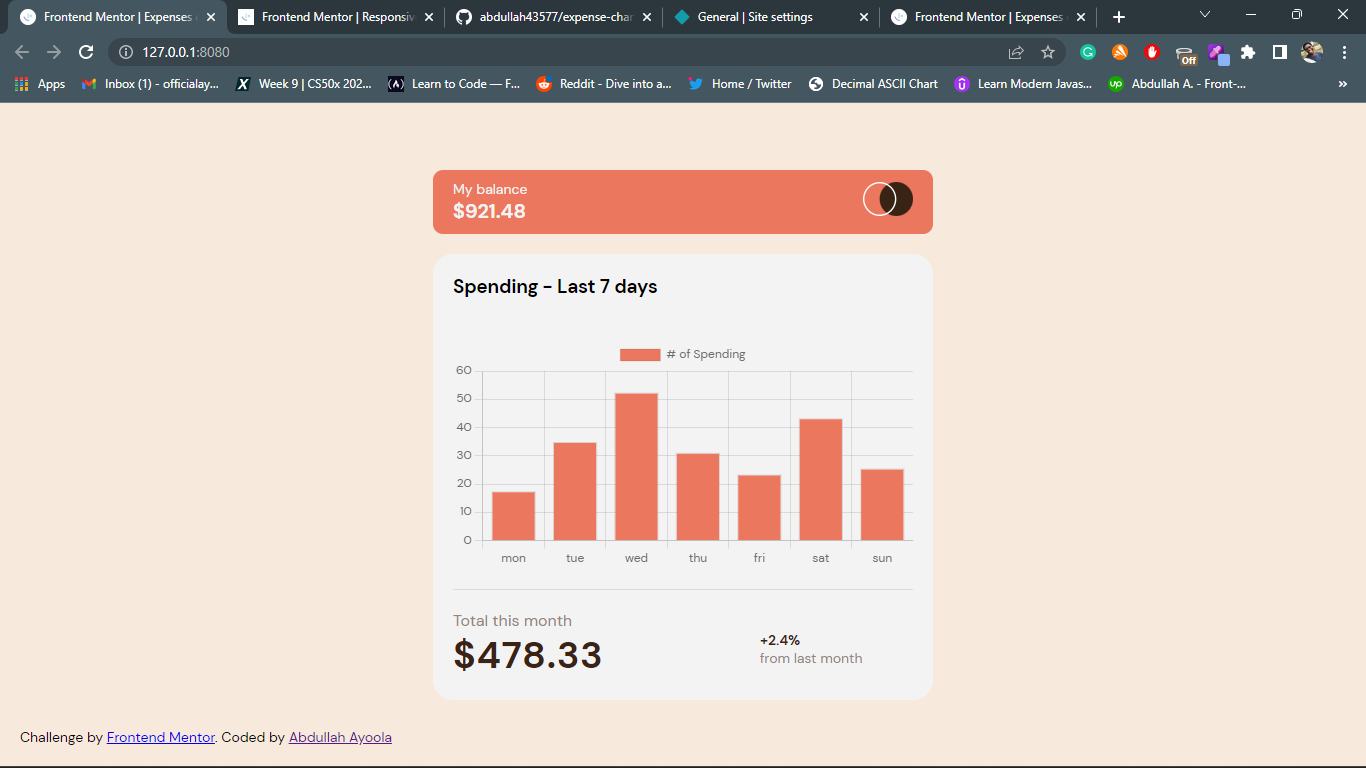 Frontend Mentor | Expenses
Frontend Mentor | Responsiv
abdullah43577/expense-char
General | Site settings
Frontend Mentor | Expenses
127.0.0.1:8080
Off
Apps
Inbox (1) - officialay...
Week 9 | CS50x 202...
Learn to Code — F...
Reddit - Dive into a...
Home / Twitter
Decimal ASCII Chart
Learn Modern Javas...
up
Abdullah A. - Front-...
»
My balance
$921.48
Spending - Last 7 days
# of Spending
60
50
40
30
20
10
0
mon tue wed thu fri sat sun
Total this month
$478.33
+2.4%
from last month
Challenge by Frontend Mentor. Coded by Abdullah Ayoola